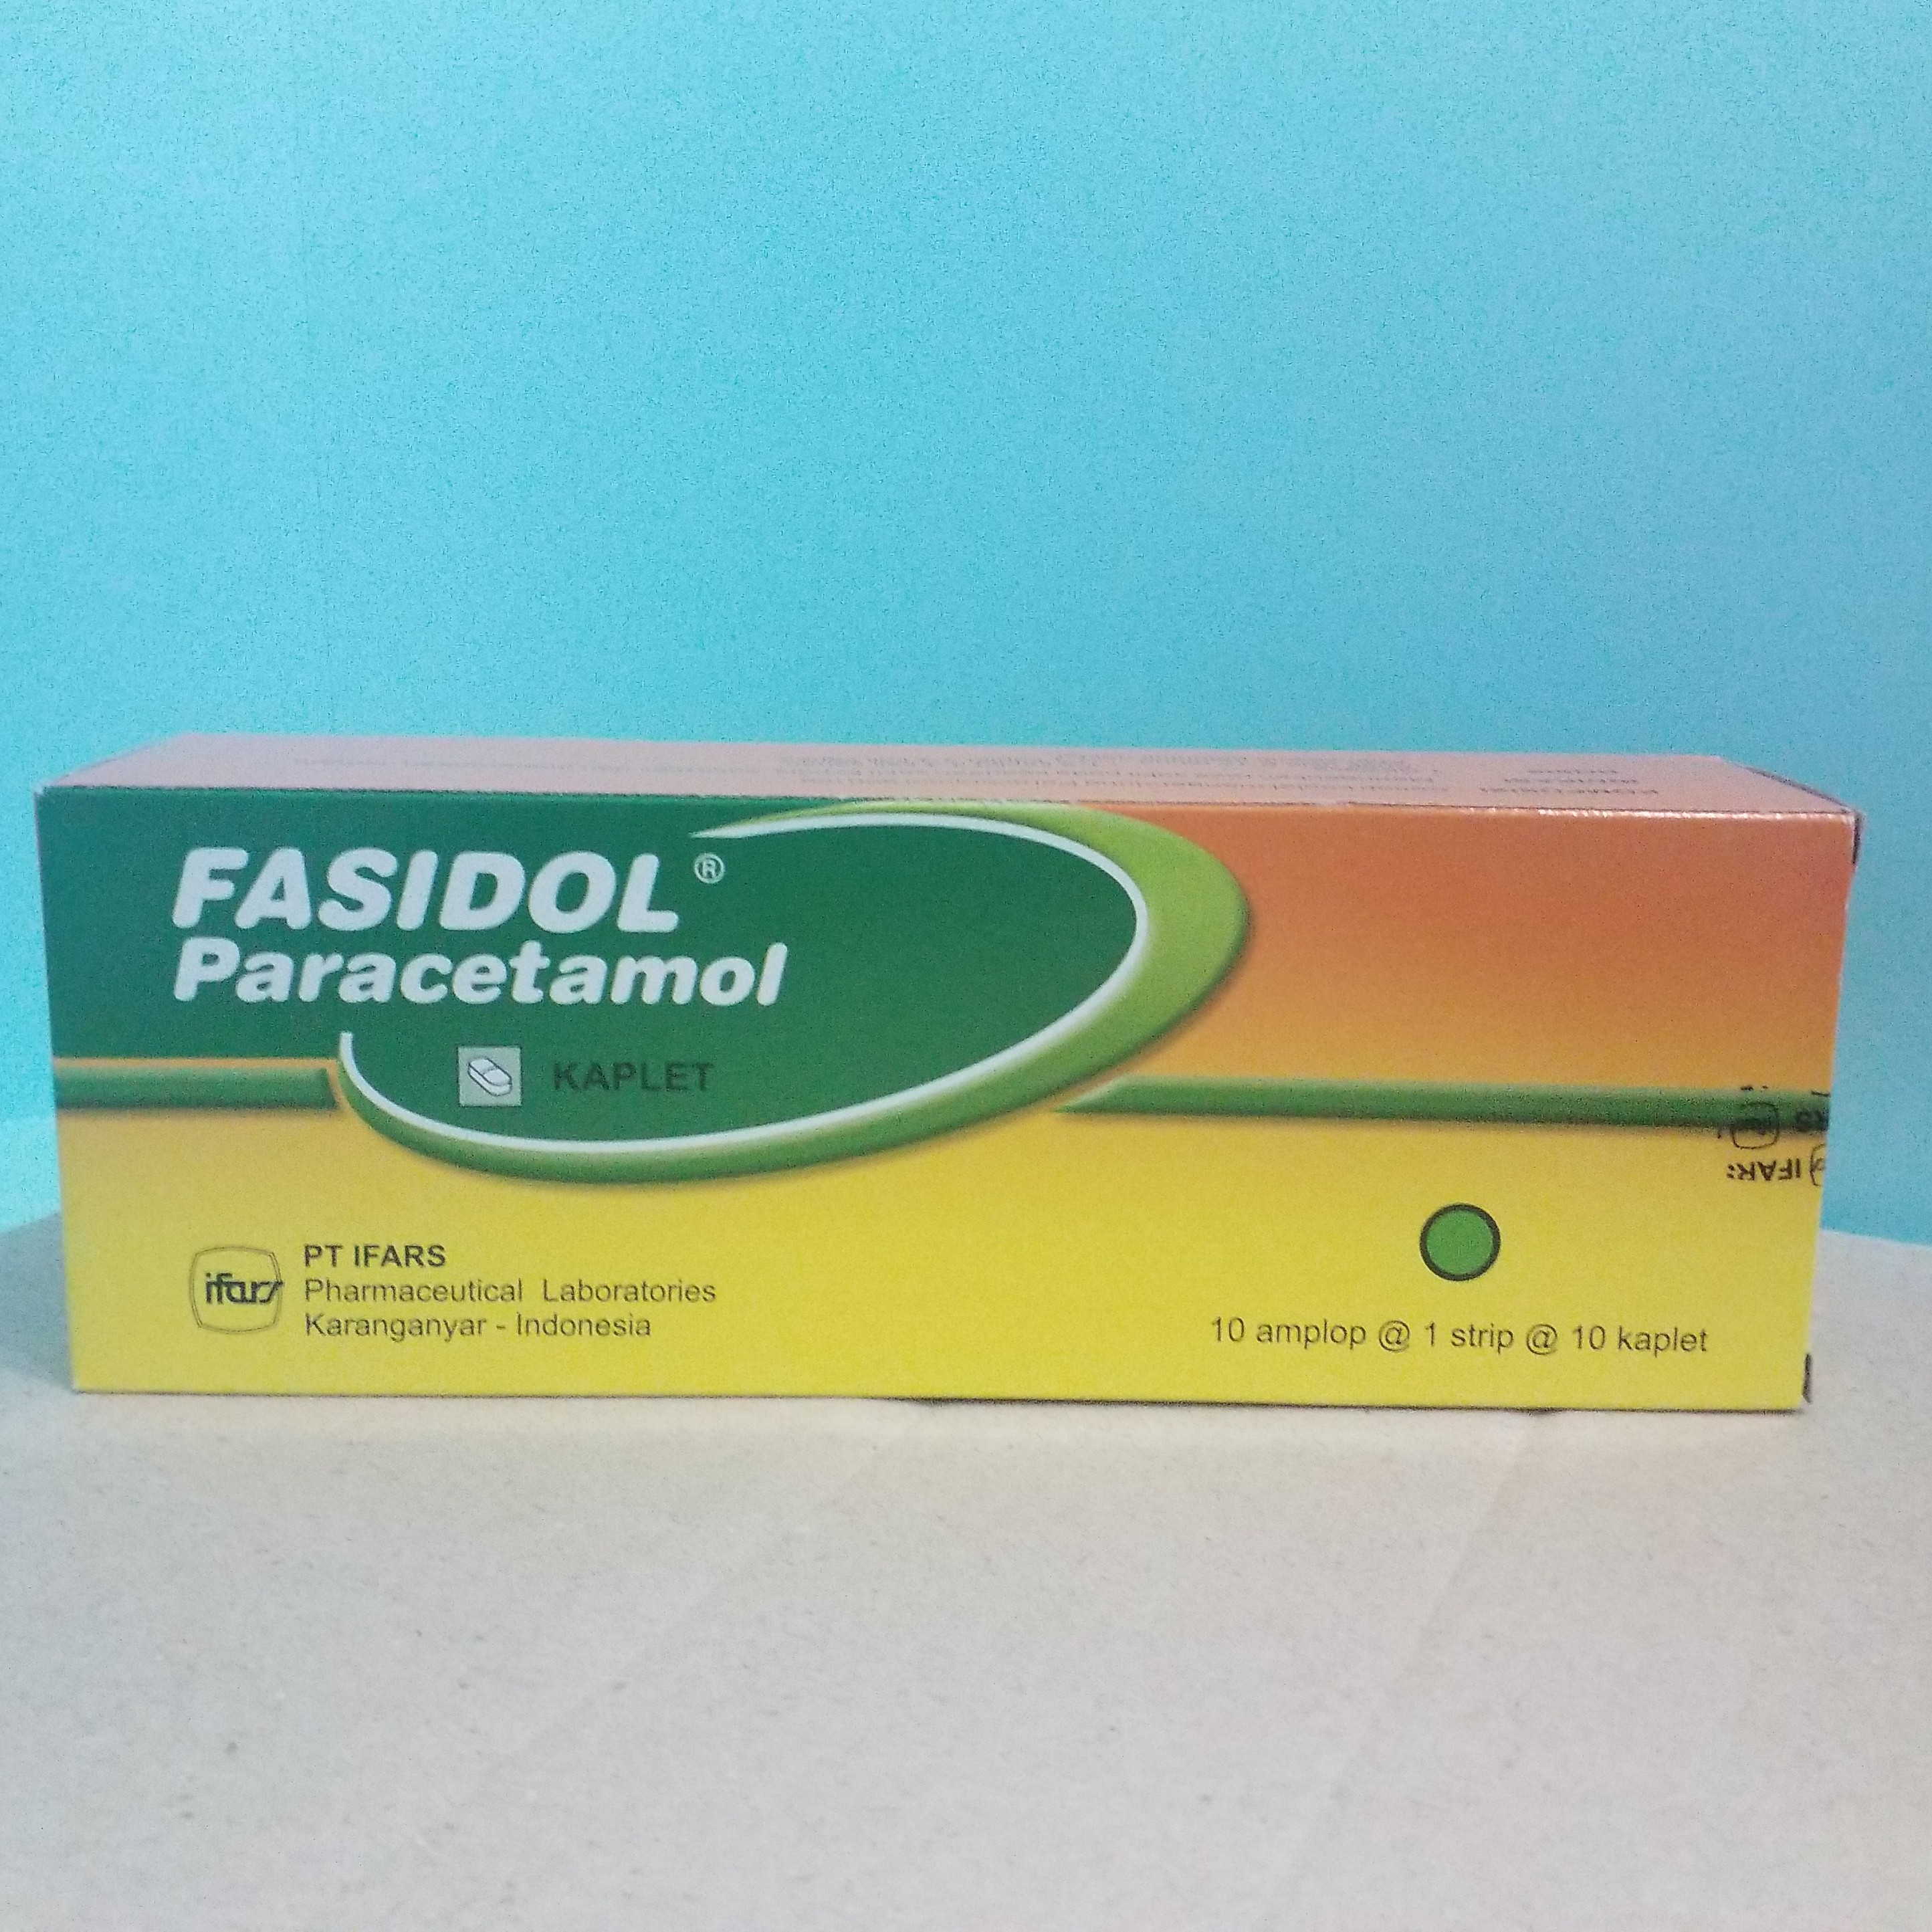 FASIDOL®
Paracetamol
KAPLET
ifars
PT IFARS
Pharmaceutical Laboratories
Karanganyar - Indonesia
10 amplop @ 1 strip @ 10 kaplet